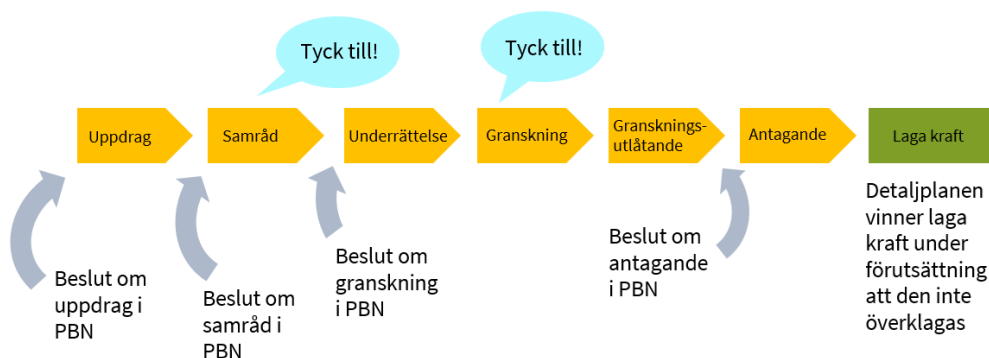 Tyck till!
Tyck till!
Uppdrag
Samråd
Underrättelse
Granskning
Gransknings-
utlåtande
Antagande
Laga kraft
Beslut om
uppdrag i
PBN
Beslut om
samråd i
PBN
Beslut om
granskning
i PBN
Beslut om
antagande
i PBN
Detaljplanen
vinner laga
kraft under
förutsättning
att den inte
överklagas